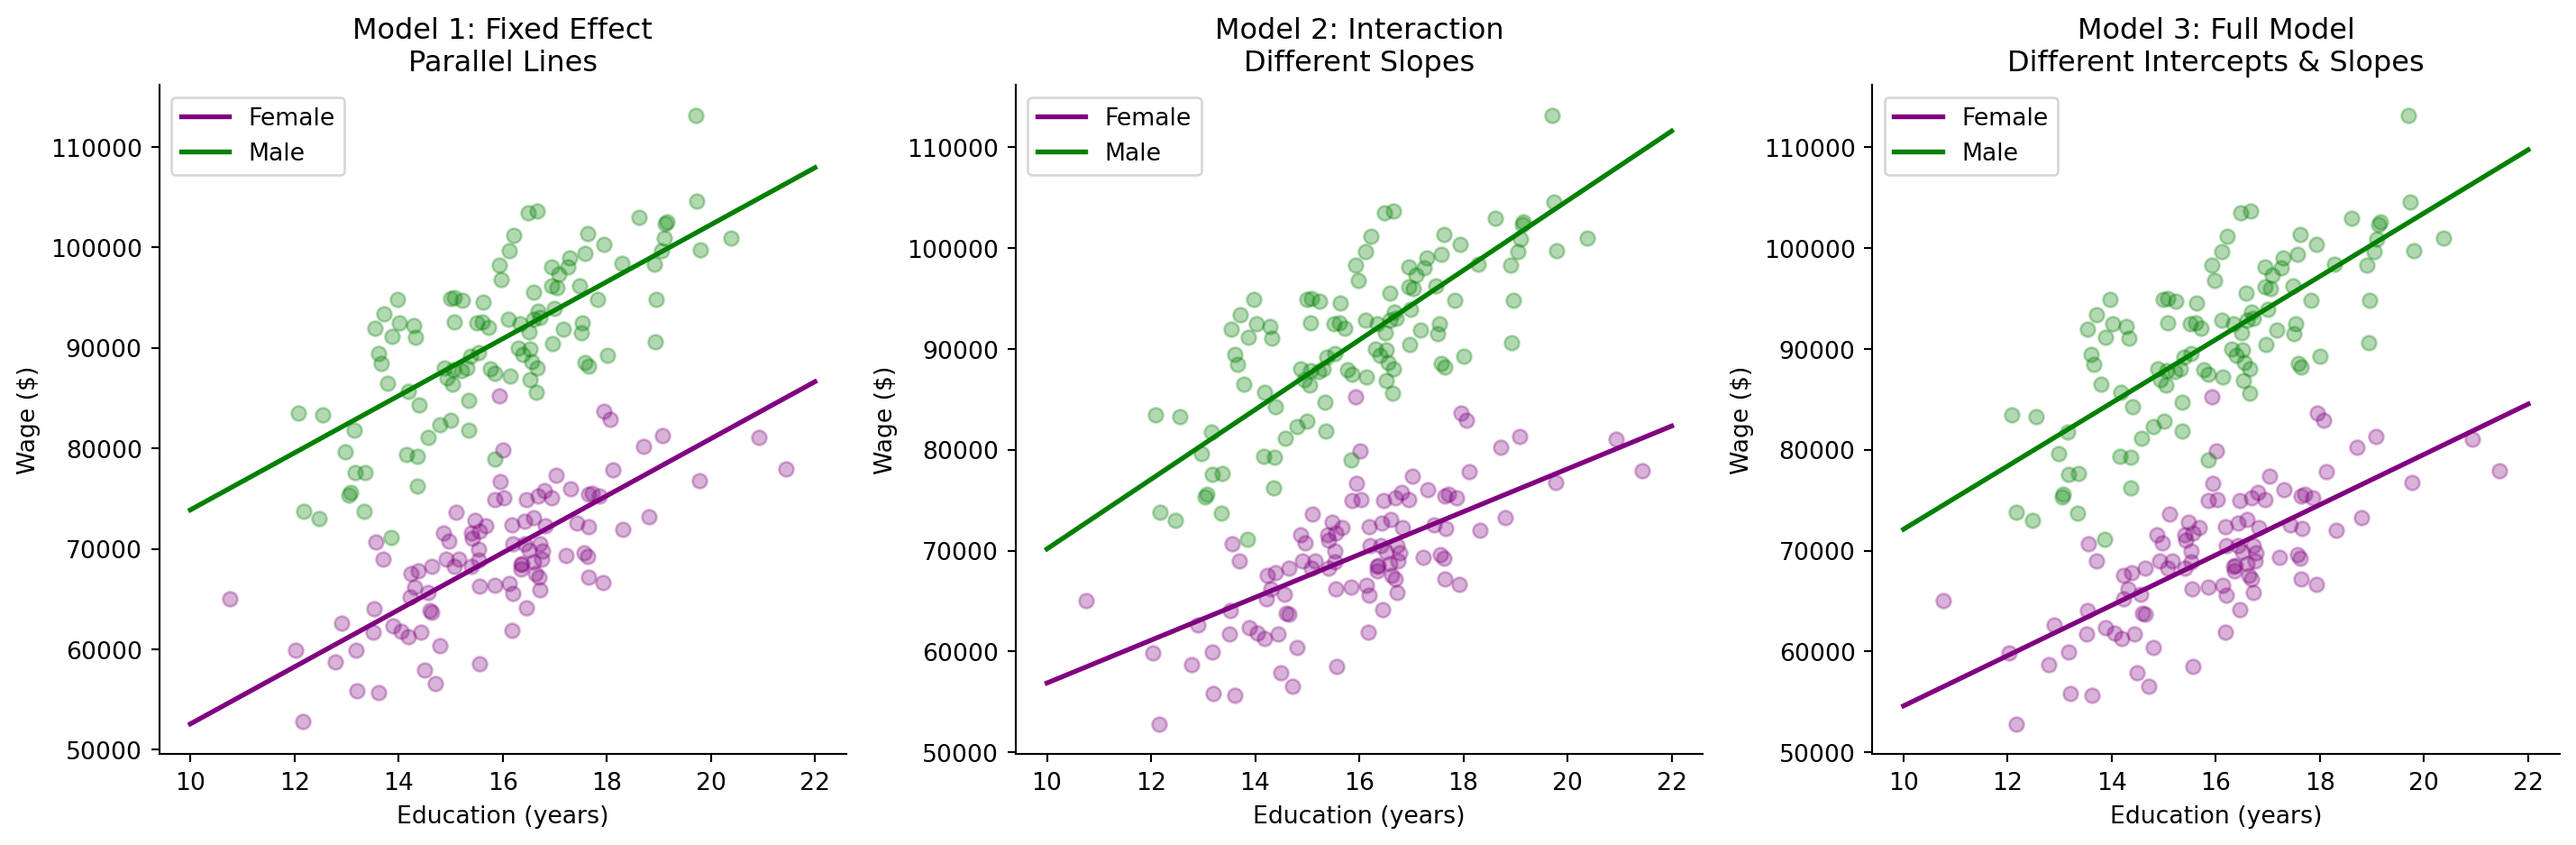 Model 1: Fixed Effect
Parallel Lines
Female
Male
110000
100000
90000
80000
70000
60000
50000
Wage ($)
10 12 14 16 18 20 22
Education (years)
Model 2: Interaction
Different Slopes
Female
Male
110000
100000
90000
80000
70000
60000
50000
Wage ($)
10 12 14 16 18 20 22
Education (years)
Model 3: Full Model
Different Intercepts & Slopes
Female
Male
110000
100000
90000
80000
70000
60000
50000
Wage ($)
10 12 14 16 18 20 22
Education (years)